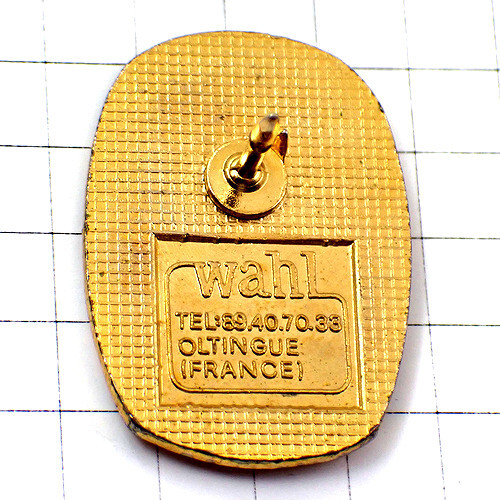 wahl
TEL:89.40.70.33
OLTINGUE
(FRANCE)